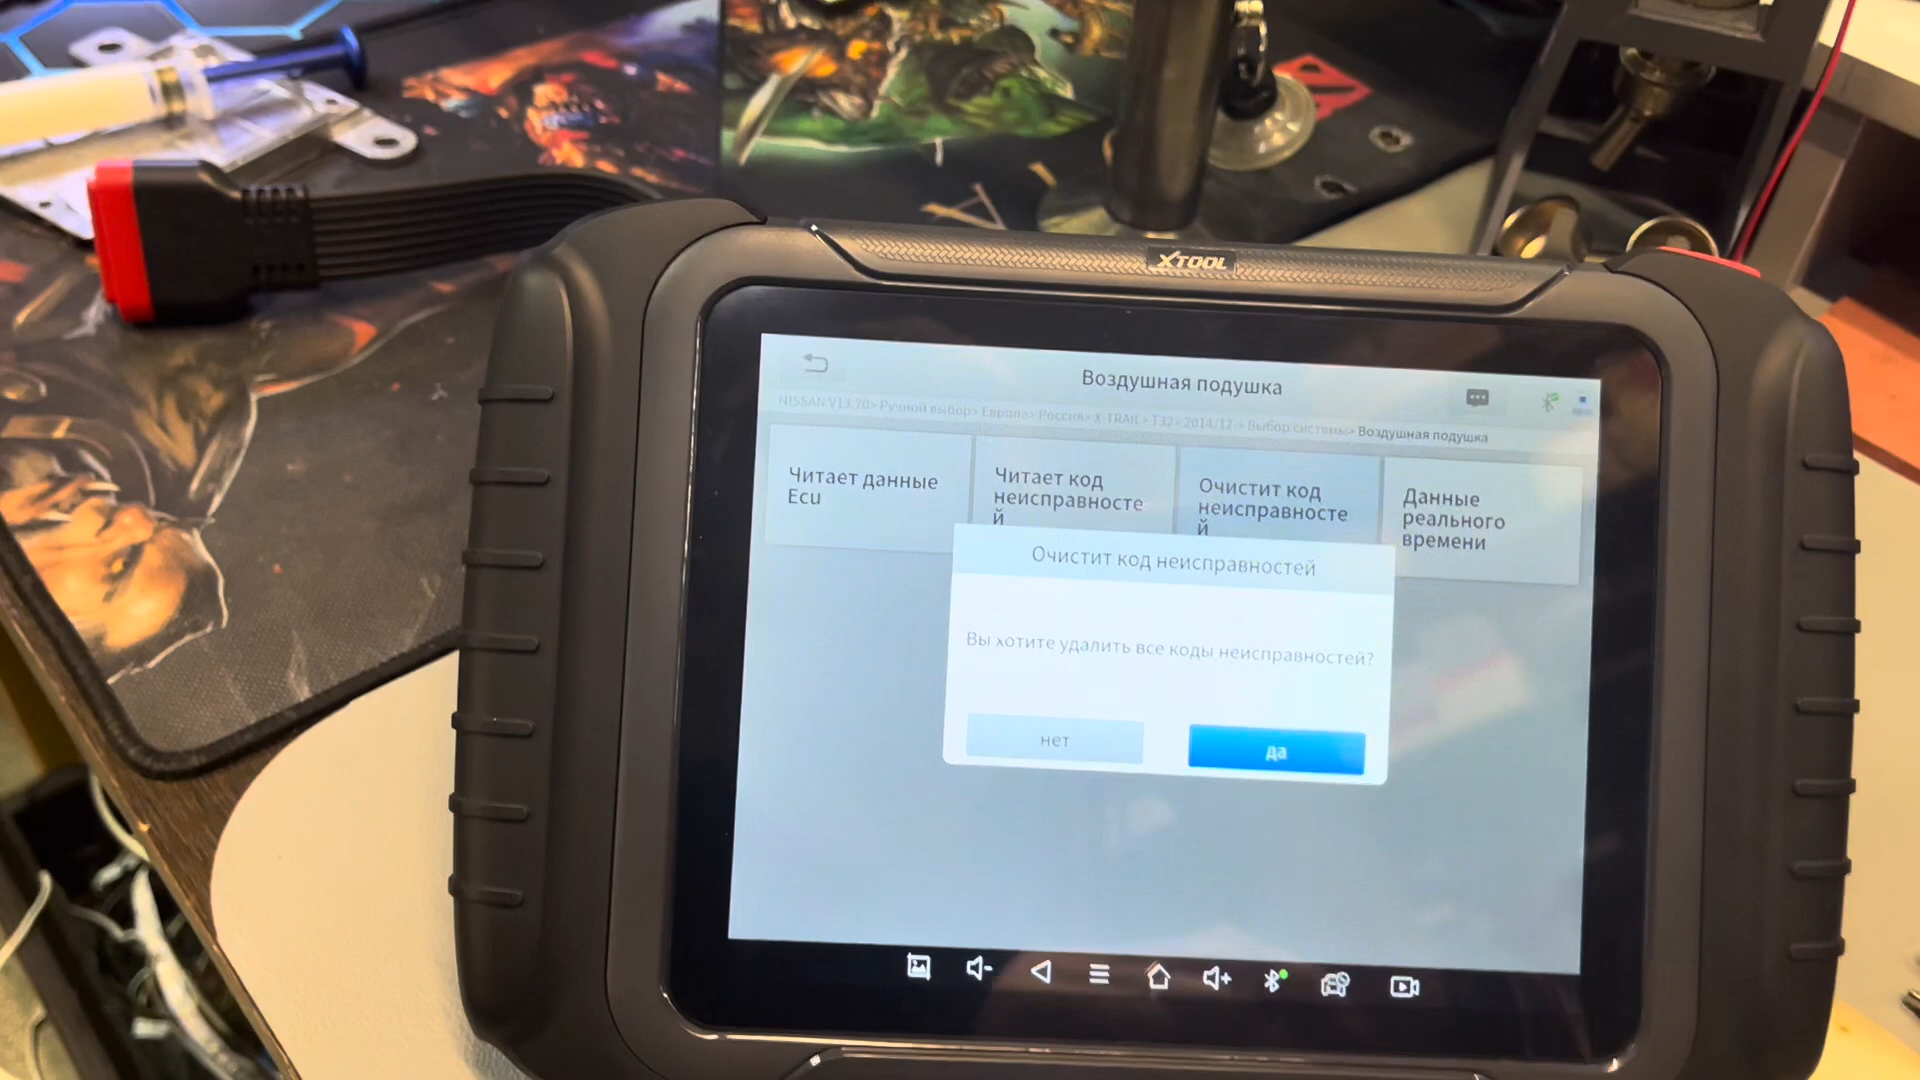 XTOOL
Воздушная подушка
NISSAN.V13.70> Ручной выбор> Европа> Россия> X-TRAIL> T32> 2014/12-> Выбор системы> Воздушная подушка
Читает данные
Ecu
Читает код
неисправносте
й
Очистит код
неисправносте
й
Данные
реального
времени
Очистит код неисправностей
Вы хотите удалить все коды неисправностей?
нет
да